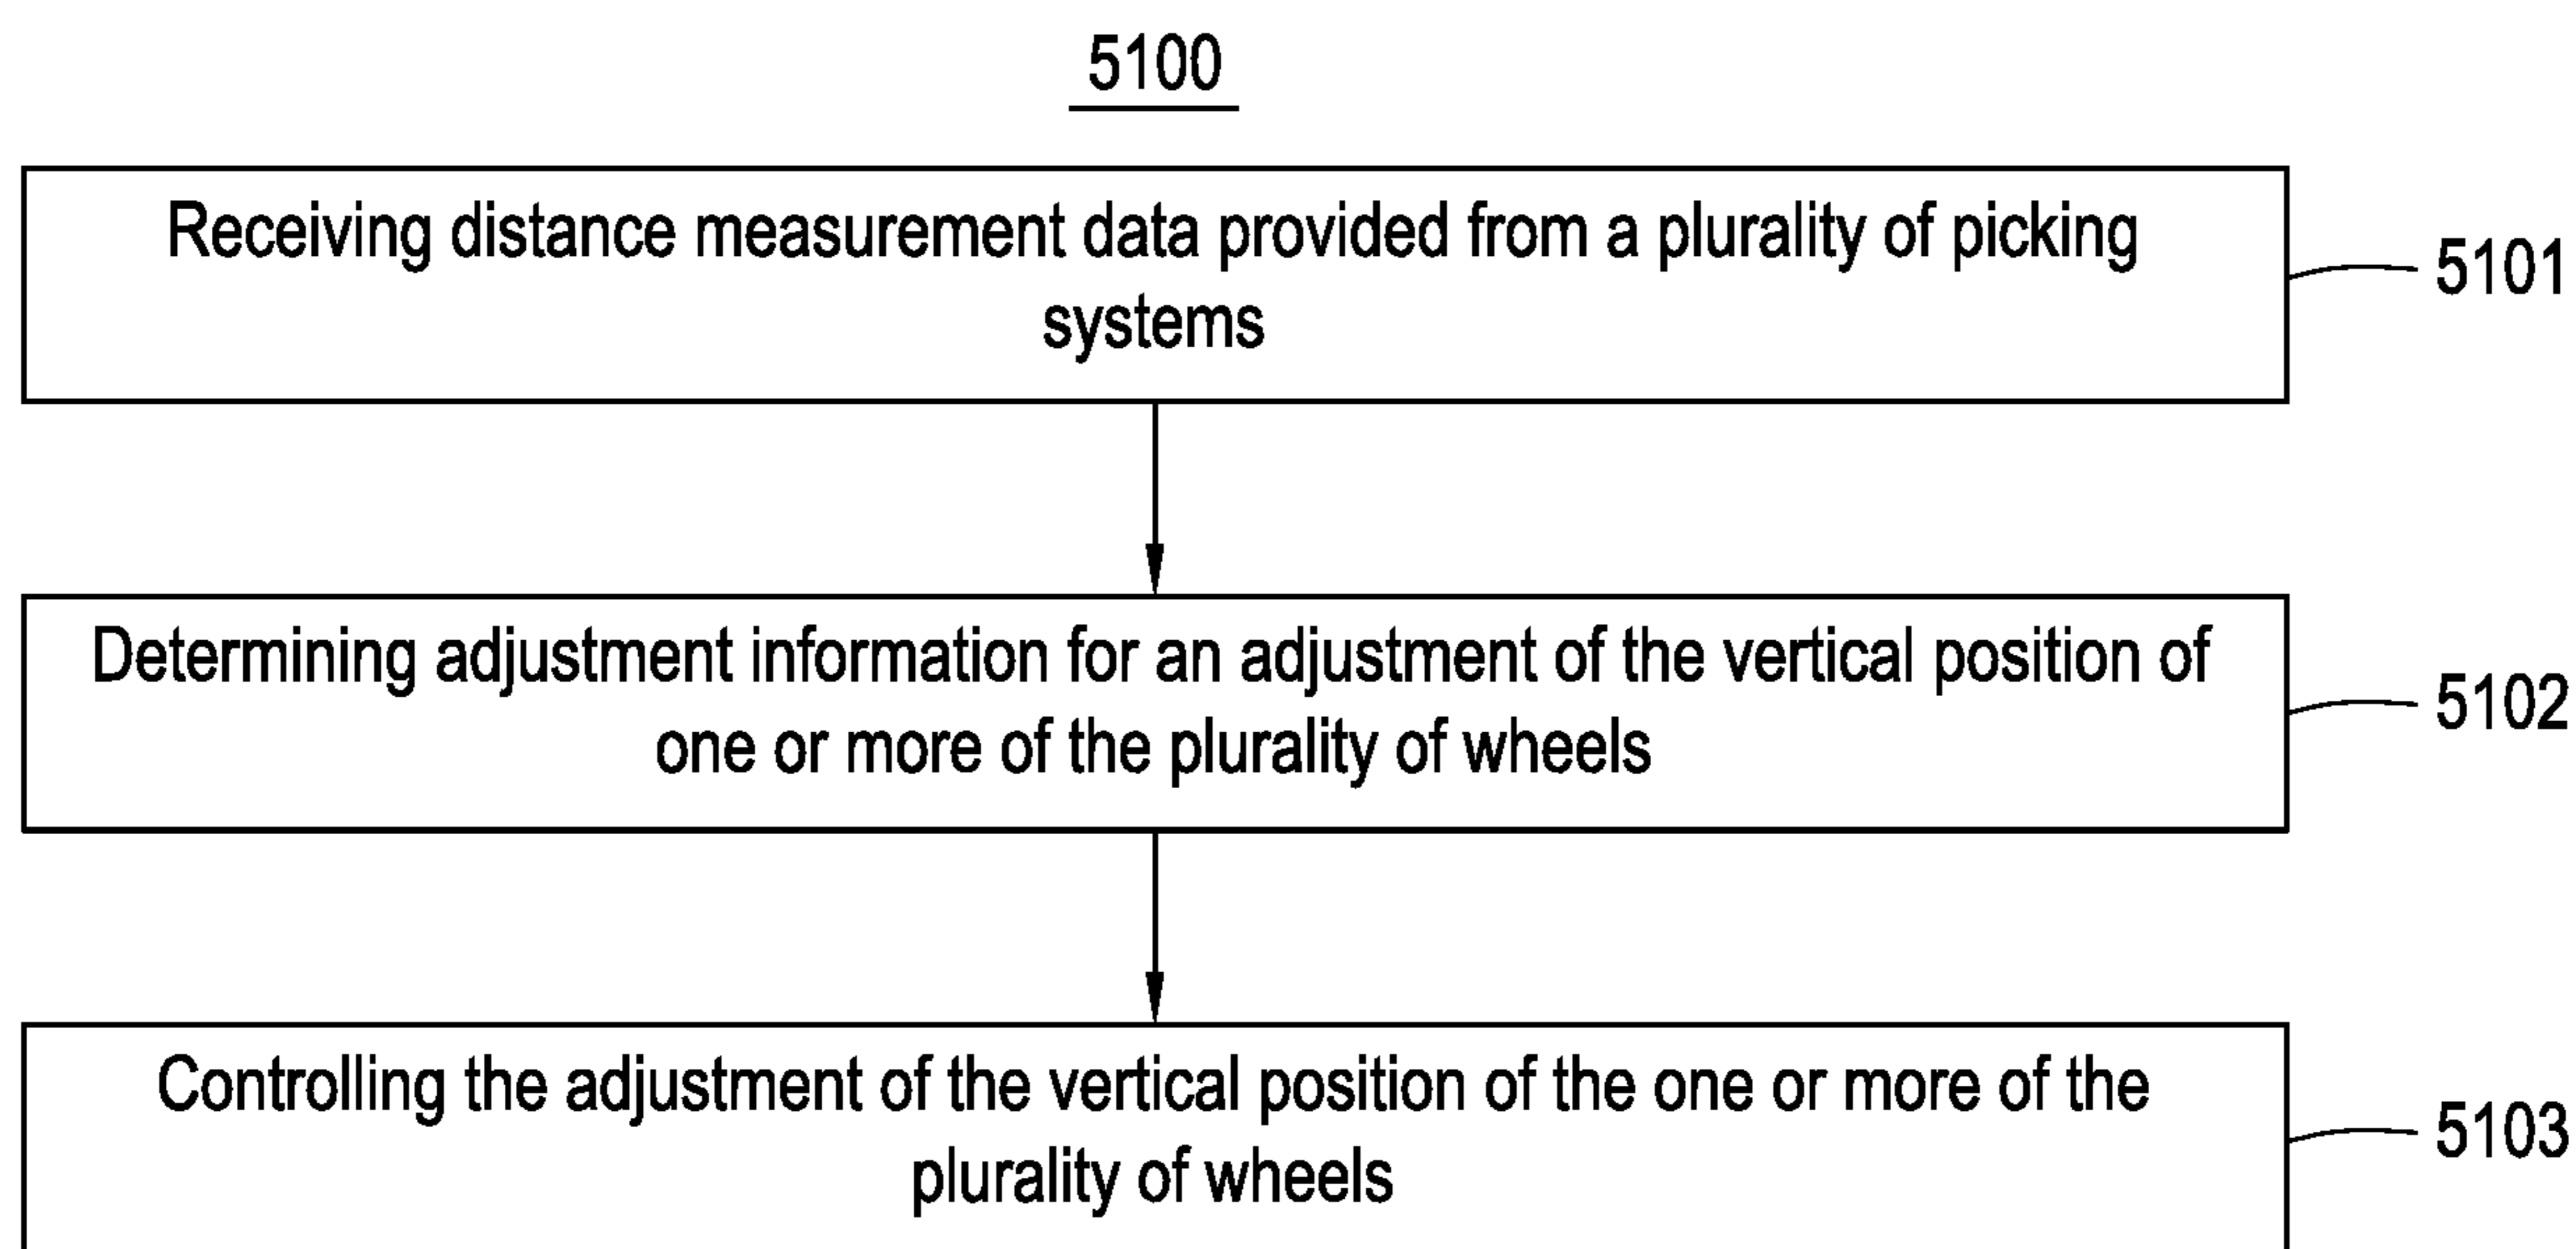 5100
Receiving distance measurement data provided from a plurality of picking
systems
5101
Determining adjustment information for an adjustment of the vertical position of
one or more of the plurality of wheels
5102
Controlling the adjustment of the vertical position of the one or more of the
plurality of wheels
5103